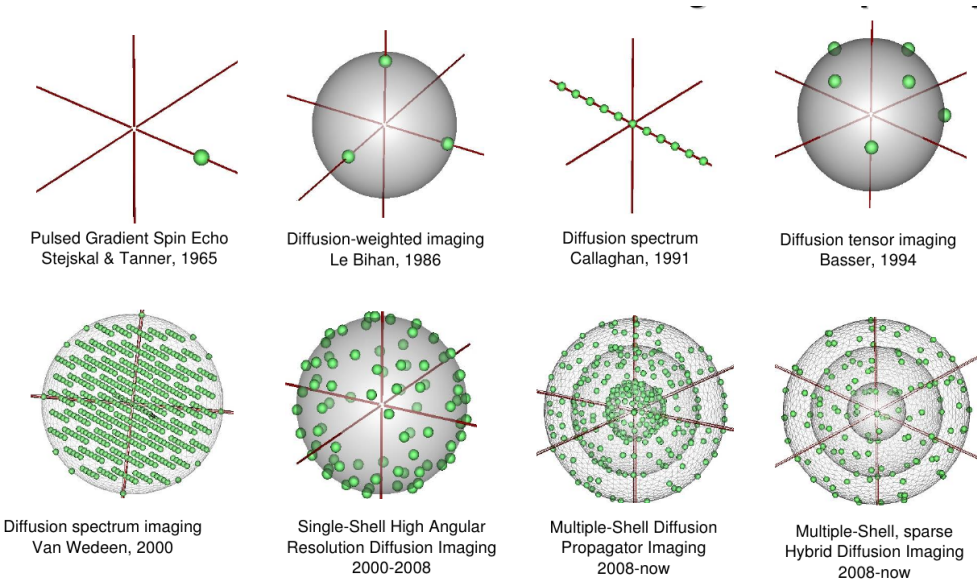 Pulsed Gradient Spin Echo
Stejskal & Tanner, 1965
Diffusion-weighted imaging
Le Bihan, 1986
Diffusion spectrum
Callaghan, 1991
Diffusion tensor imaging
Basser, 1994
Diffusion spectrum imaging
Van Wedeen, 2000
Single-Shell High Angular
Resolution Diffusion Imaging
2000-2008
Multiple-Shell Diffusion
Propagator Imaging
2008-now
Multiple-Shell, sparse
Hybrid Diffusion Imaging
2008-now